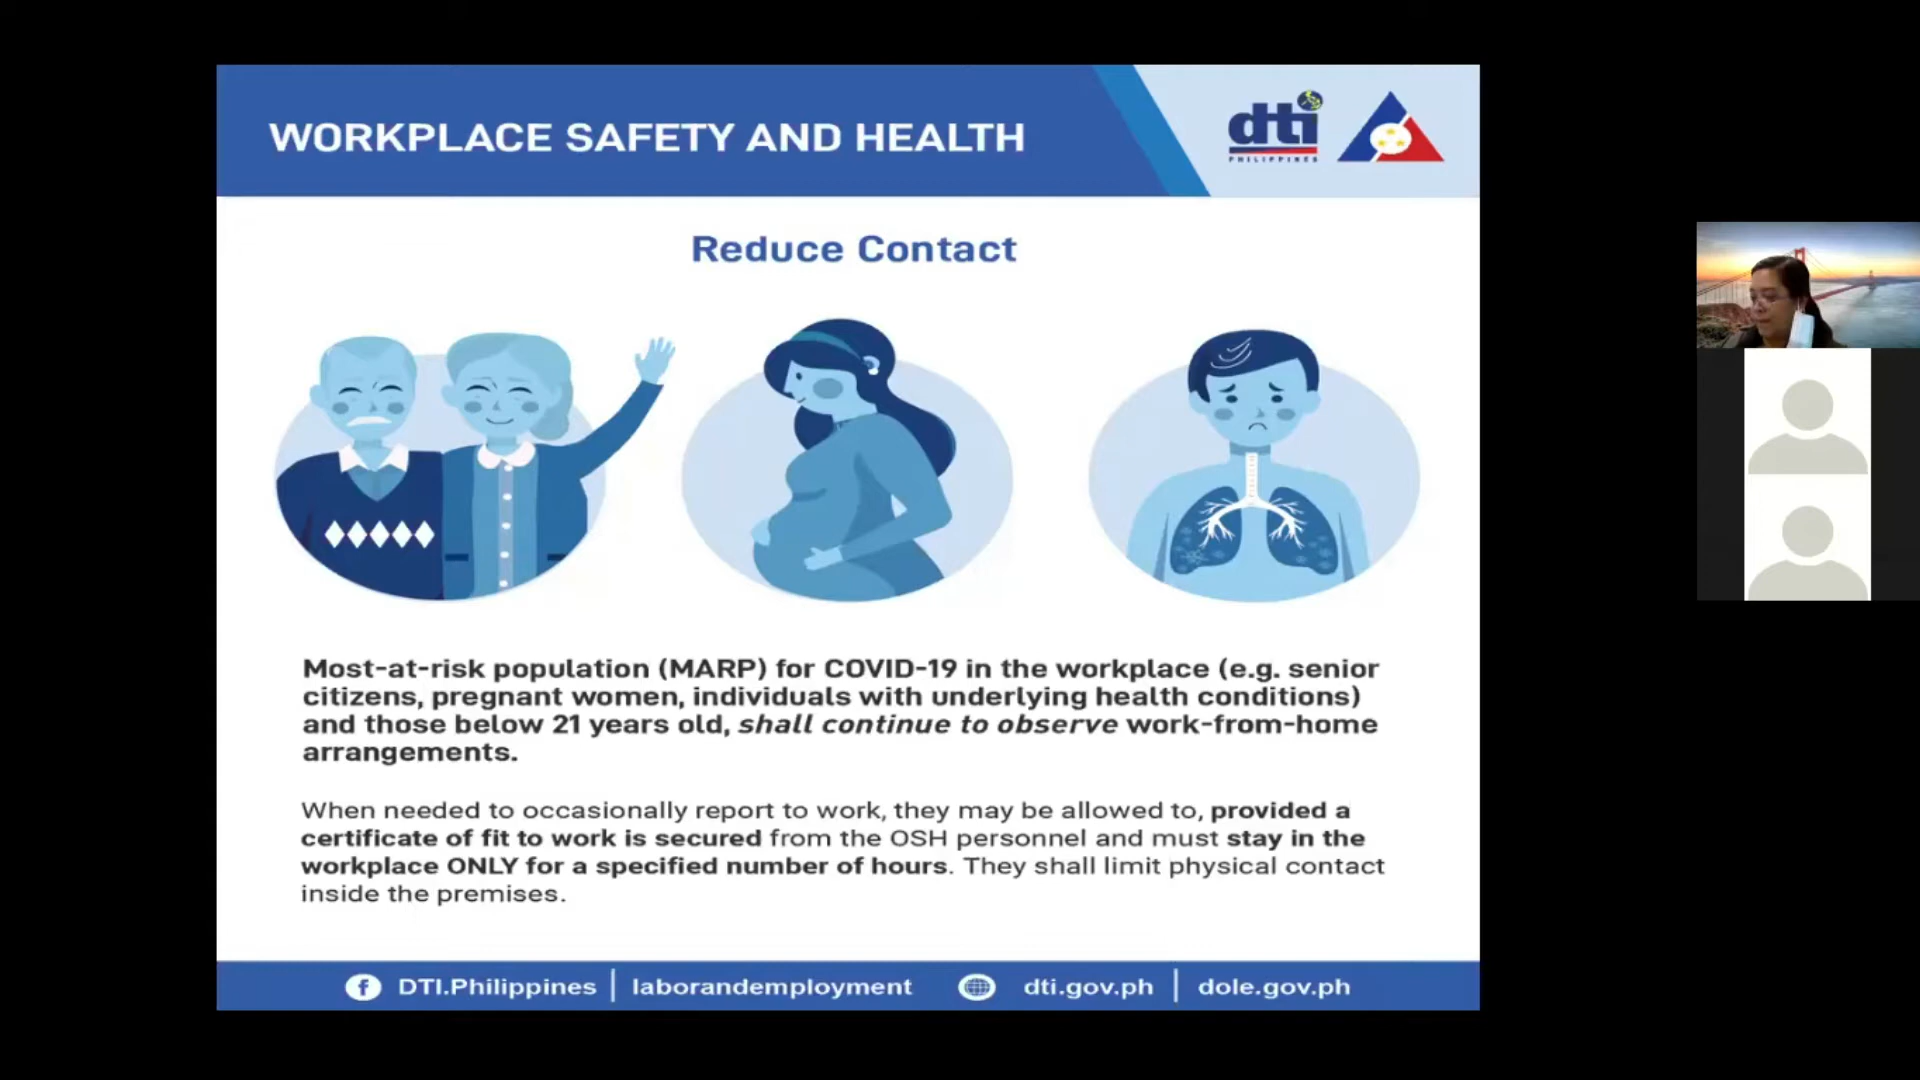 WORKPLACE SAFETY AND HEALTH
dti
PHILIPPINES
Reduce Contact
Most-at-risk population (MARP) for COVID-19 in the workplace (e.g. senior
citizens, pregnant women, individuals with underlying health conditions)
and those below 21 years old, shall continue to observe work-from-home
arrangements.
When needed to occasionally report to work, they may be allowed to, provided a
certificate of fit to work is secured from the OSH personnel and must stay in the
workplace ONLY for a specified number of hours. They shall limit physical contact
inside the premises.
f DTI.Philippines | laborandemployment dti.gov.ph | dole.gov.ph